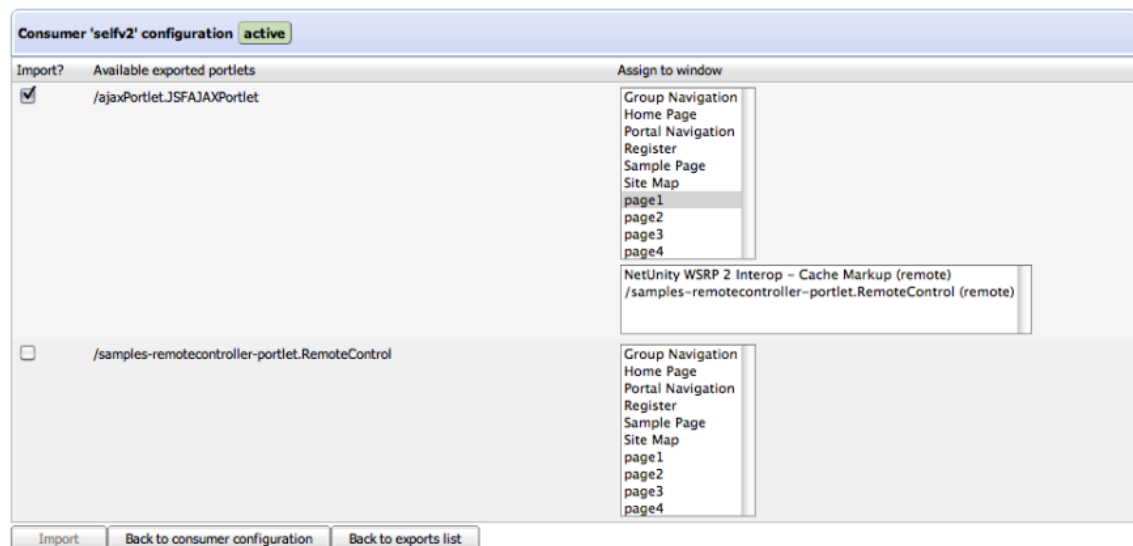 Consumer 'selfv2' configuration active
Import? Available exported portlets Assign to window
/ajaxPortlet.JSFAJAXPortlet
Group Navigation
Home Page
Portal Navigation
Register
Sample Page
Site Map
page1
page2
page3
page4
NetUnity WSRP 2 Interop - Cache Markup (remote)
/samples-remotecontroller-portlet.RemoteControl (remote)
/samples-remotecontroller-portlet.RemoteControl
Group Navigation
Home Page
Portal Navigation
Register
Sample Page
Site Map
page1
page2
page3
page4
Import Back to consumer configuration Back to exports list